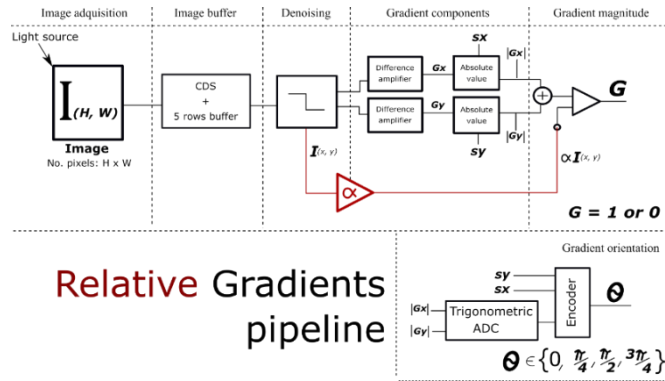 Image adquisition
Image buffer
Denoising
Gradient components
Gradient magnitude
Light source
I(H, W)
Image
No. pixels: H x W
CDS
+
5 rows buffer
I(x, y)
∝
Difference
amplifier
Gx
sx
Absolute
value
|Gx|
Difference
amplifier
Gy
Absolute
value
sy
|Gy|
+
G
∝I(x, y)
G = 1 or 0
Relative Gradients
pipeline
Gradient orientation
sy
sx
|Gx|
|Gy|
Trigonometric
ADC
Encoder
Θ
Θ ∈ {0, π/4, π/2, 3π/4}